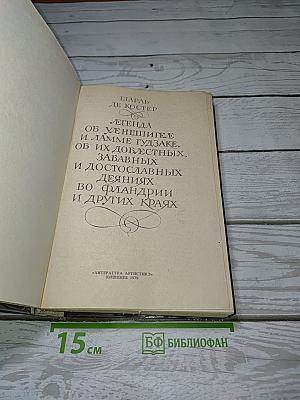 ШАРЛЬ
ДЕ КОСТЕР
ЛЕГЕНДА
ОБ УЛЕНШПИГЕЛЕ
И ЛАММЕ ГУДЗАКЕ,
ОБ ИХ ДОБЛЕСТНЫХ,
ЗАБАВНЫХ
И ДОСТОСЛАВНЫХ
ДЕЯНИЯХ
ВО ФЛАНДРИИ
И ДРУГИХ КРАЯХ
«ЛИТЕРАТУРА АРТИСТИКЭ»
КИШИНЕВ 1979
15 см
БФ БИБЛИОФАН